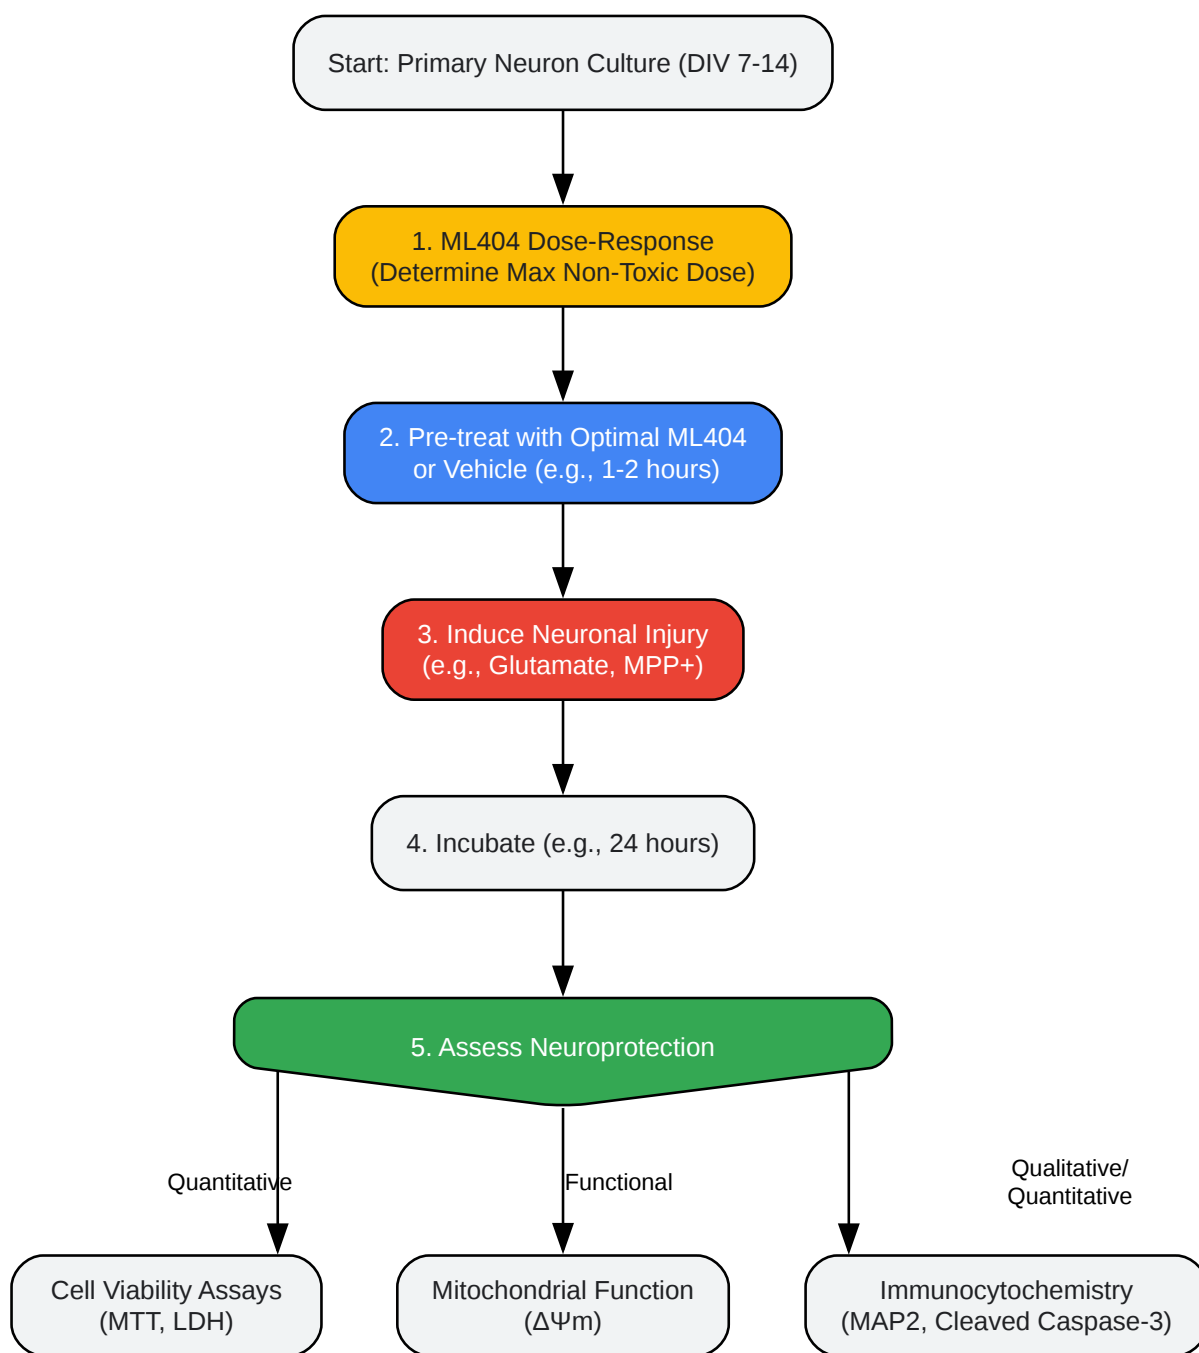 Start: Primary Neuron Culture (DIV 7-14)
1. ML404 Dose-Response
(Determine Max Non-Toxic Dose)
2. Pre-treat with Optimal ML404
or Vehicle (e.g., 1-2 hours)
3. Induce Neuronal Injury
(e.g., Glutamate, MPP+)
4. Incubate (e.g., 24 hours)
5. Assess Neuroprotection
Quantitative
Functional
Qualitative/
Quantitative
Cell Viability Assays
(MTT, LDH)
Mitochondrial Function
(ΔΨm)
Immunocytochemistry
(MAP2, Cleaved Caspase-3)